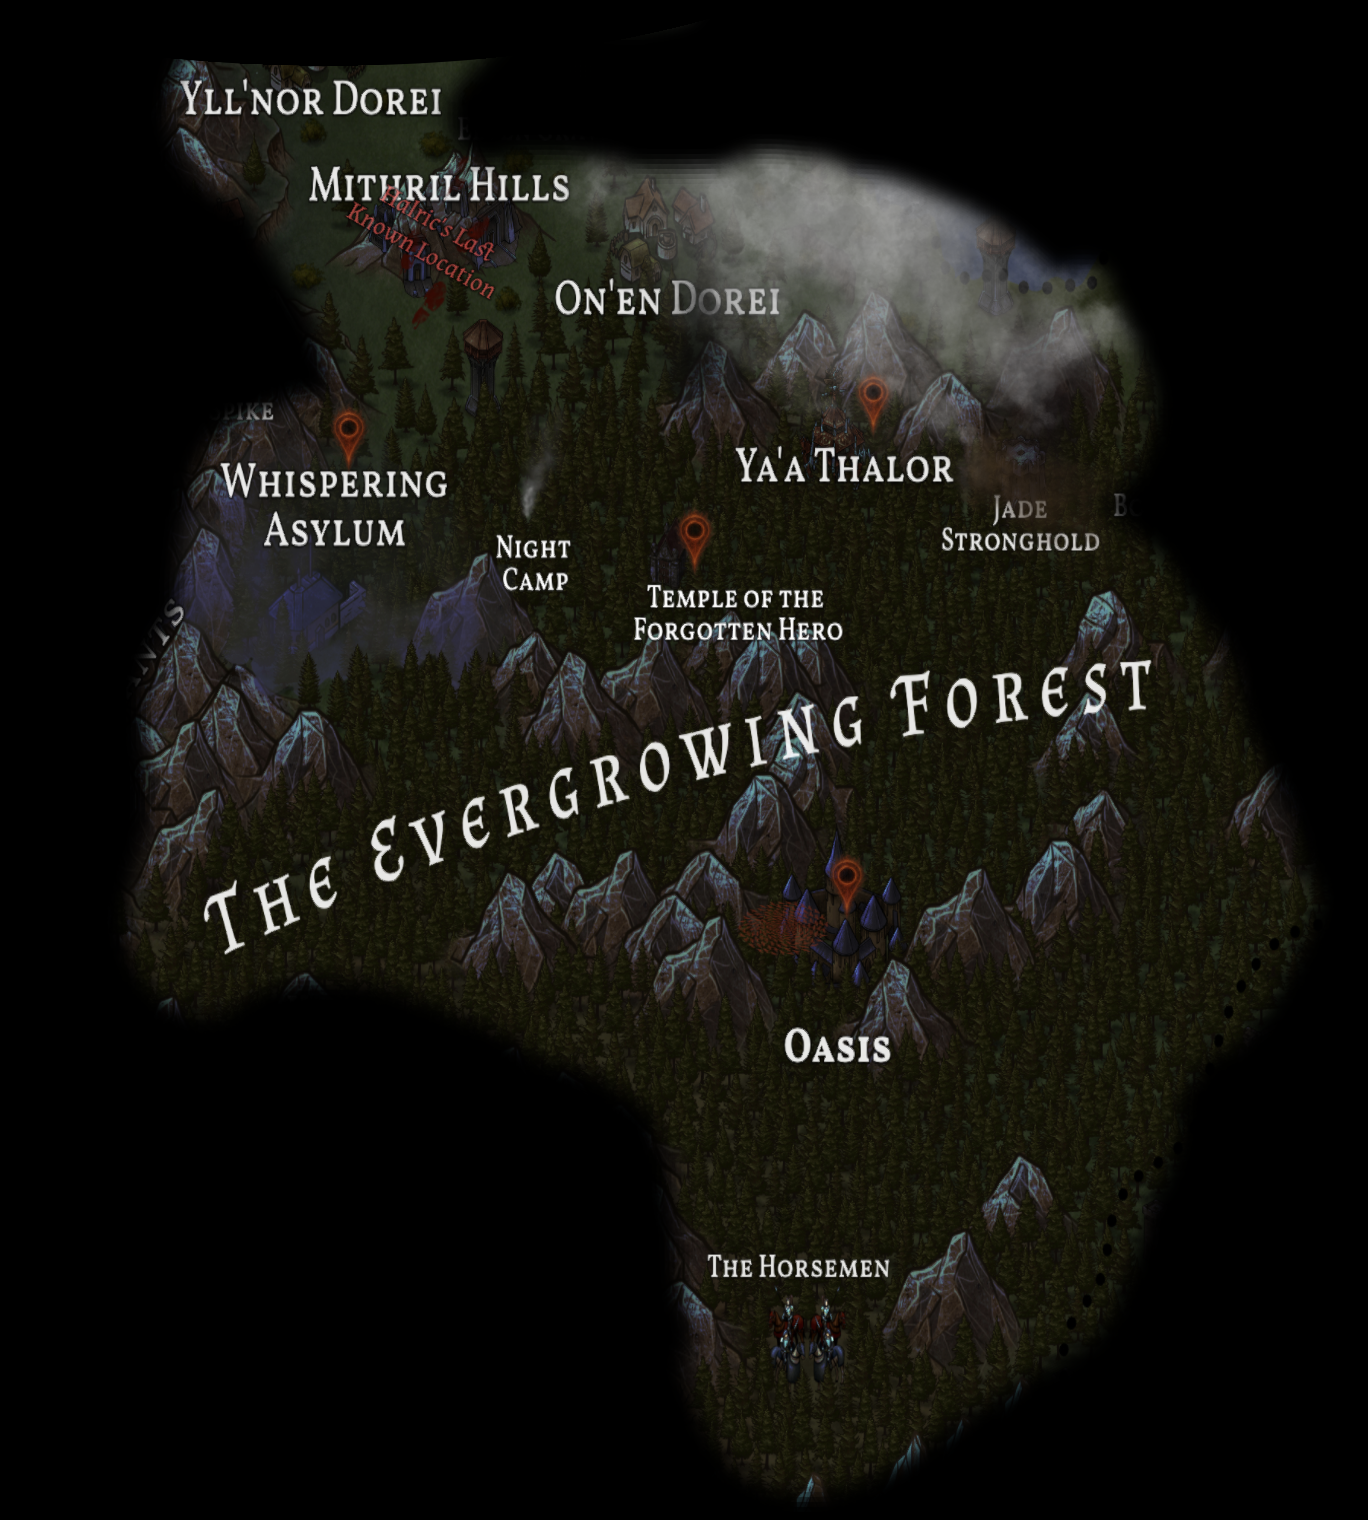 Yll'nor Dorei
Mithril Hills
Halric's Last
Known Location
On'en Dorei
Whispering
Asylum
Ya'a Thalor
Jade
Stronghold
Night
Camp
Temple of the
Forgotten Hero
The Evergrowing Forest
Oasis
The Horsemen